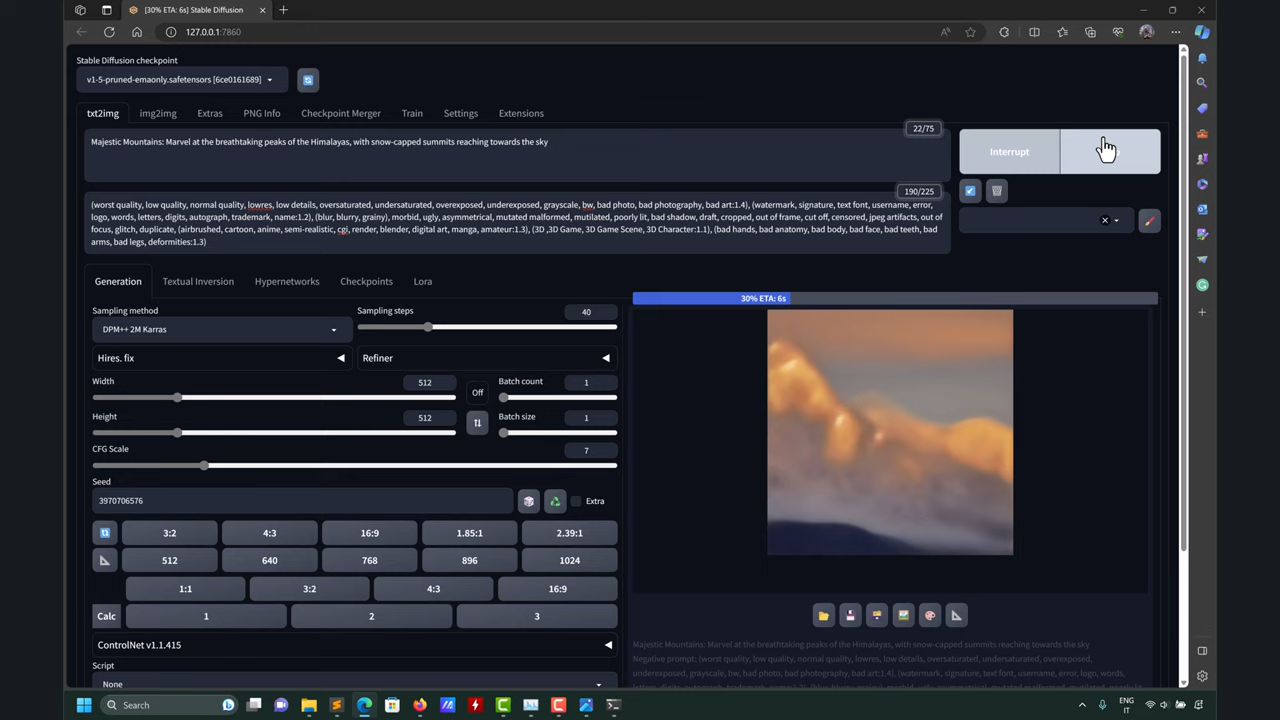 [30% ETA: 6s] Stable Diffusion
127.0.0.1:7860
Stable Diffusion checkpoint
v1-5-pruned-emaonly.safetensors [6ce0161689]
txt2img img2img Extras PNG Info Checkpoint Merger Train Settings Extensions
22/75
Majestic Mountains: Marvel at the breathtaking peaks of the Himalayas, with snow-capped summits reaching towards the sky
Interrupt
190/225
(worst quality, low quality, normal quality, lowres, low details, oversaturated, undersaturated, overexposed, underexposed, grayscale, bw, bad photo, bad photography, bad art:1.4), (watermark, signature, text font, username, error,
logo, words, letters, digits, autograph, trademark, name:1.2), (blur, blurry, grainy), morbid, ugly, asymmetrical, mutated malformed, mutilated, poorly lit, bad shadow, draft, cropped, out of frame, cut off, censored, jpeg artifacts, out of
focus, glitch, duplicate, (airbrushed, cartoon, anime, semi-realistic, cgi, render, blender, digital art, manga, amateur:1.3), (3D ,3D Game, 3D Game Scene, 3D Character:1.1), (bad hands, bad anatomy, bad body, bad face, bad teeth, bad
arms, bad legs, deformities:1.3)
Generation Textual Inversion Hypernetworks Checkpoints Lora
30% ETA: 6s
Sampling method Sampling steps 40
DPM++ 2M Karras
Hires. fix Refiner
Width 512 Off Batch count 1
Height 512 Batch size 1
CFG Scale 7
Seed
3970706576 Extra
3:2 4:3 16:9 1.85:1 2.39:1
512 640 768 896 1024
1:1 3:2 4:3 16:9
Calc 1 2 3
ControlNet v1.1.415
Majestic Mountains: Marvel at the breathtaking peaks of the Himalayas, with snow-capped summits reaching towards the sky
Negative prompt: (worst quality, low quality, normal quality, lowres, low details, oversaturated, undersaturated, overexposed,
underexposed, grayscale, bw, bad photo, bad photography, bad art:1.4), (watermark, signature, text font, username, error,
Script
None
Search
ENG
IT